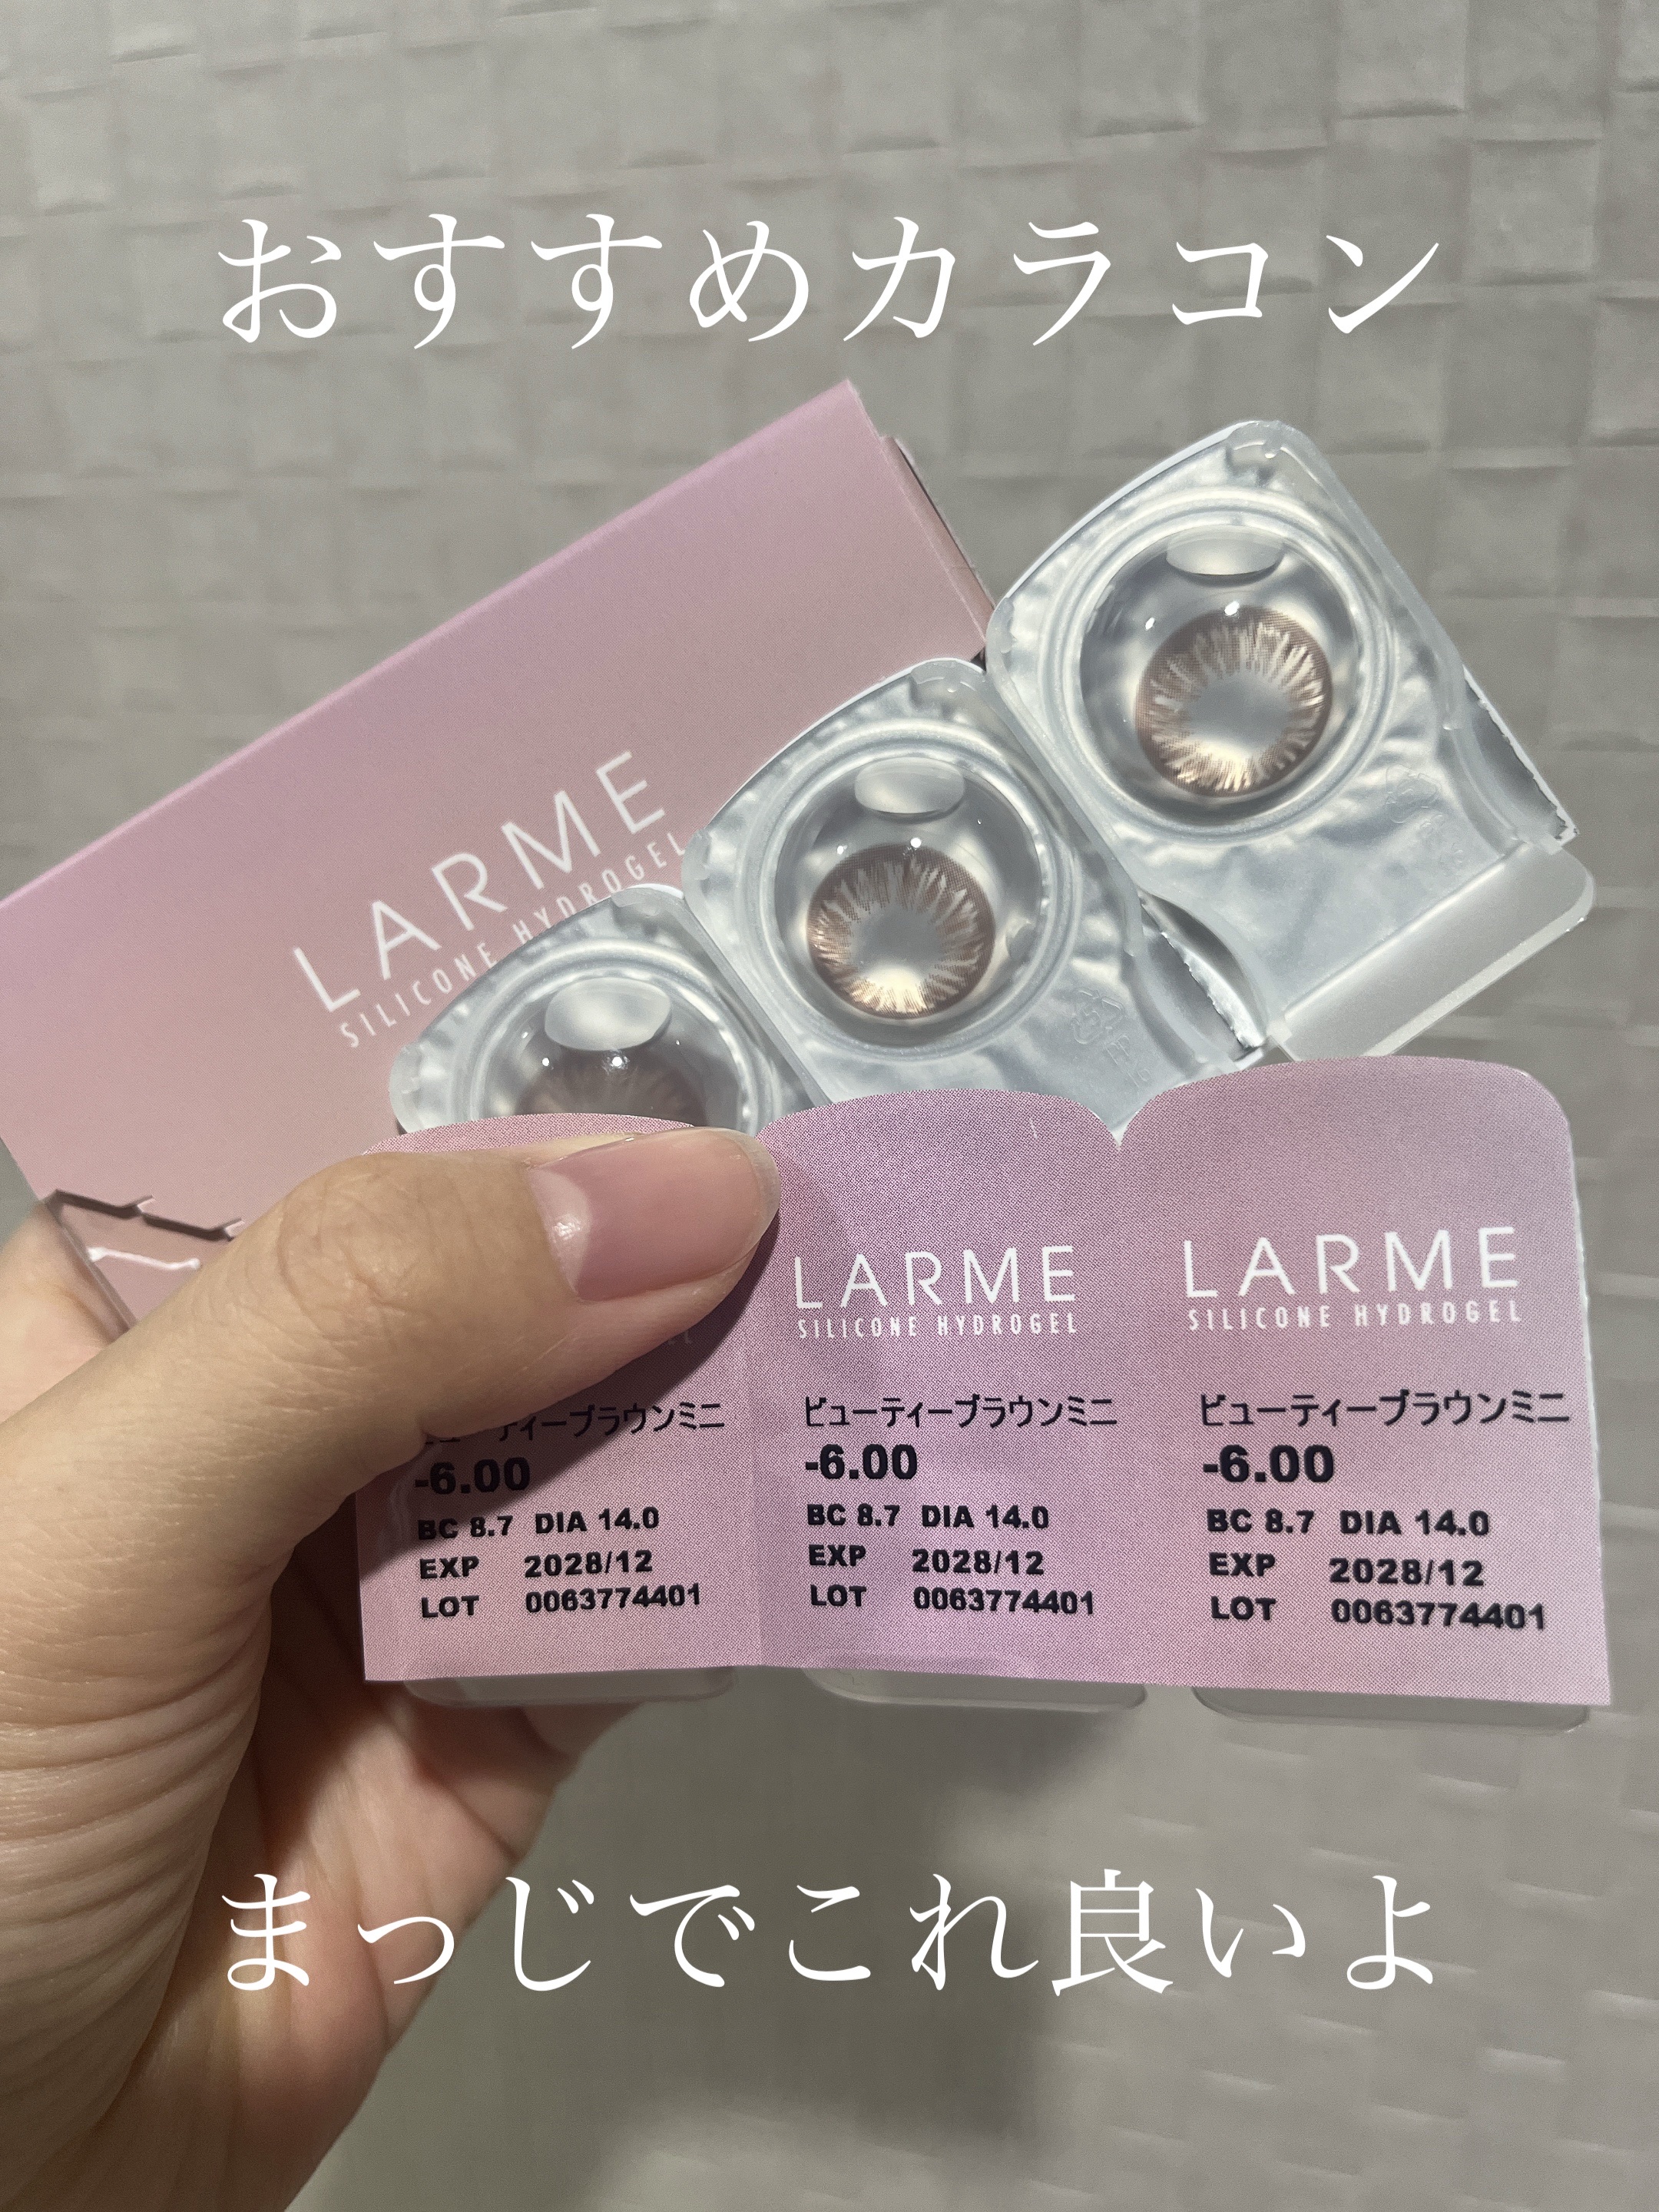 おすすめカラコン
LARME
SILICONE HYDROGEL
LARME
SILICONE HYDROGEL
LARME
SILICONE HYDROGEL
ティーブラウンミニ
-6.00
BC 8.7 DIA 14.0
EXP 2028/12
LOT 0063774401
ビューティーブラウンミニ
-6.00
BC 8.7 DIA 14.0
EXP 2028/12
LOT 0063774401
ビューティーブラウンミニ
-6.00
BC 8.7 DIA 14.0
EXP 2028/12
LOT 0063774401
まっじでこれ良いよ